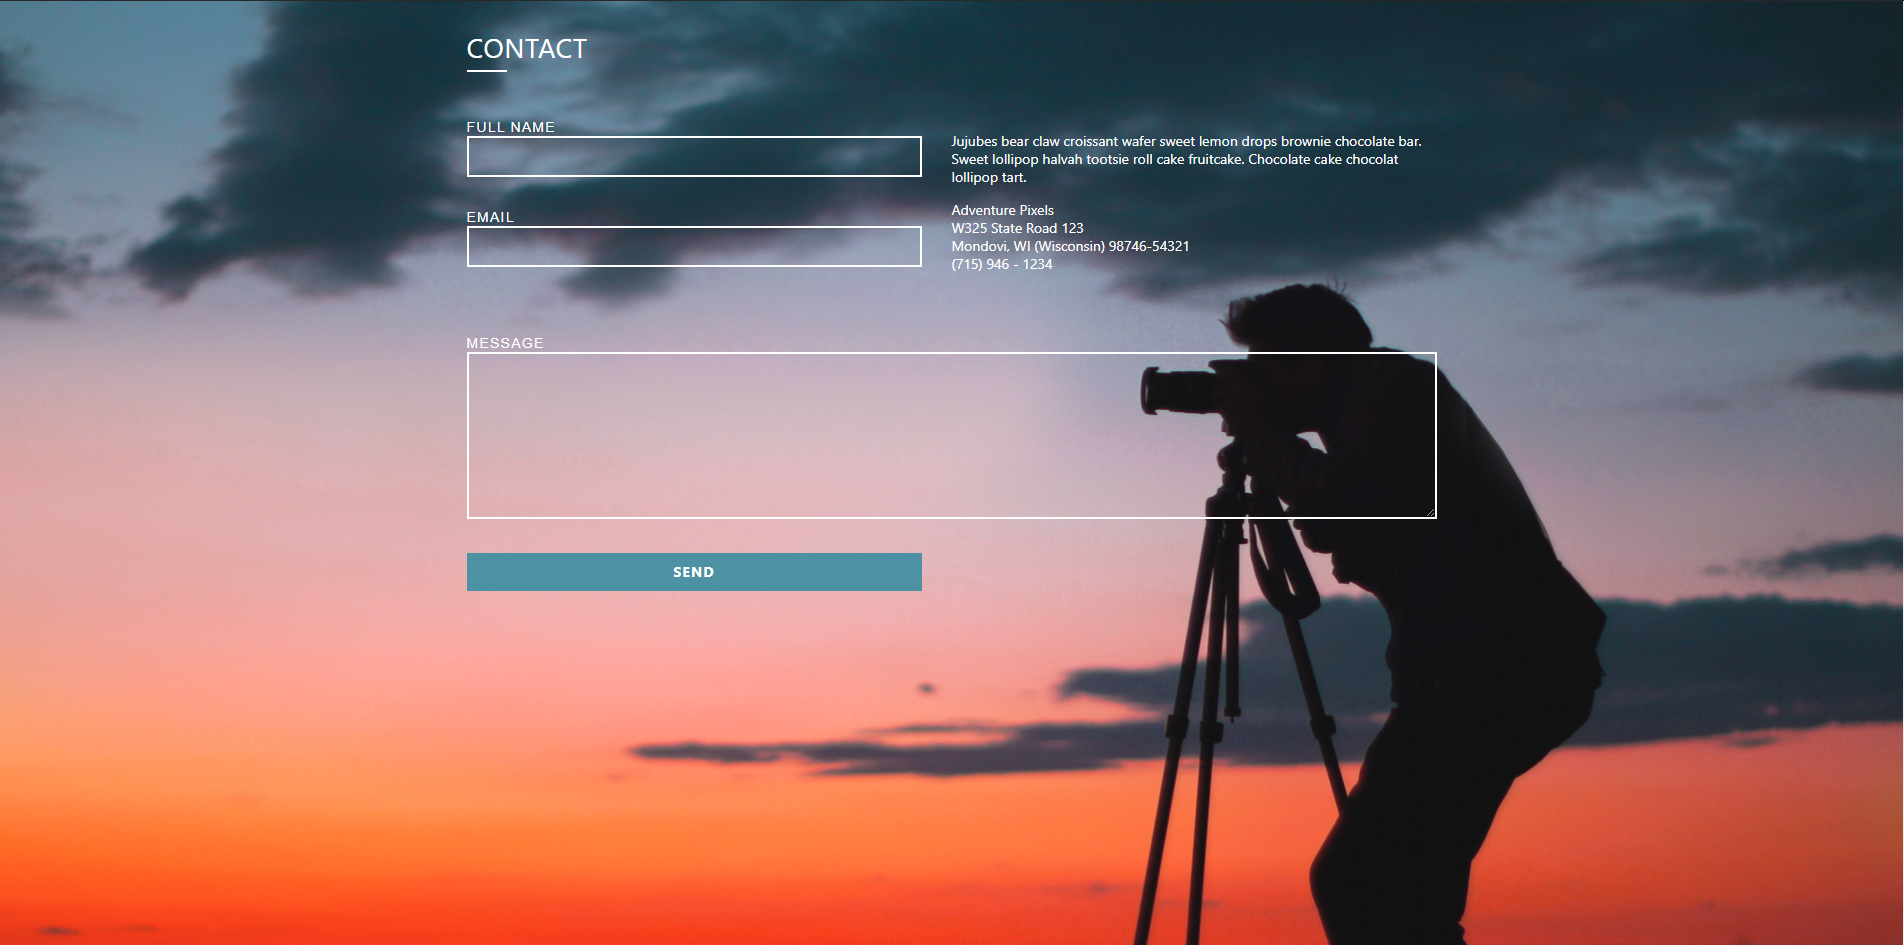 CONTACT
FULL NAME
Jujubes bear claw croissant wafer sweet lemon drops brownie chocolate bar.
Sweet lollipop halvah tootsie roll cake fruitcake. Chocolate cake chocolat
lollipop tart.
EMAIL
Adventure Pixels
W325 State Road 123
Mondovi, WI (Wisconsin) 98746-54321
(715) 946 - 1234
MESSAGE
SEND